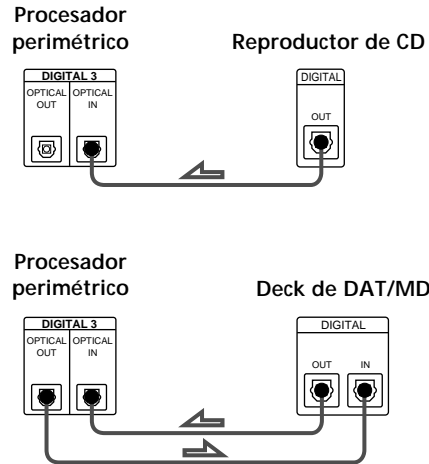 Procesador
perimétrico
Reproductor de CD
DIGITAL 3
OPTICAL OUT
OPTICAL IN
DIGITAL
OUT
Procesador
perimétrico
Deck de DAT/MD
DIGITAL 3
OPTICAL OUT
OPTICAL IN
DIGITAL
OUT IN